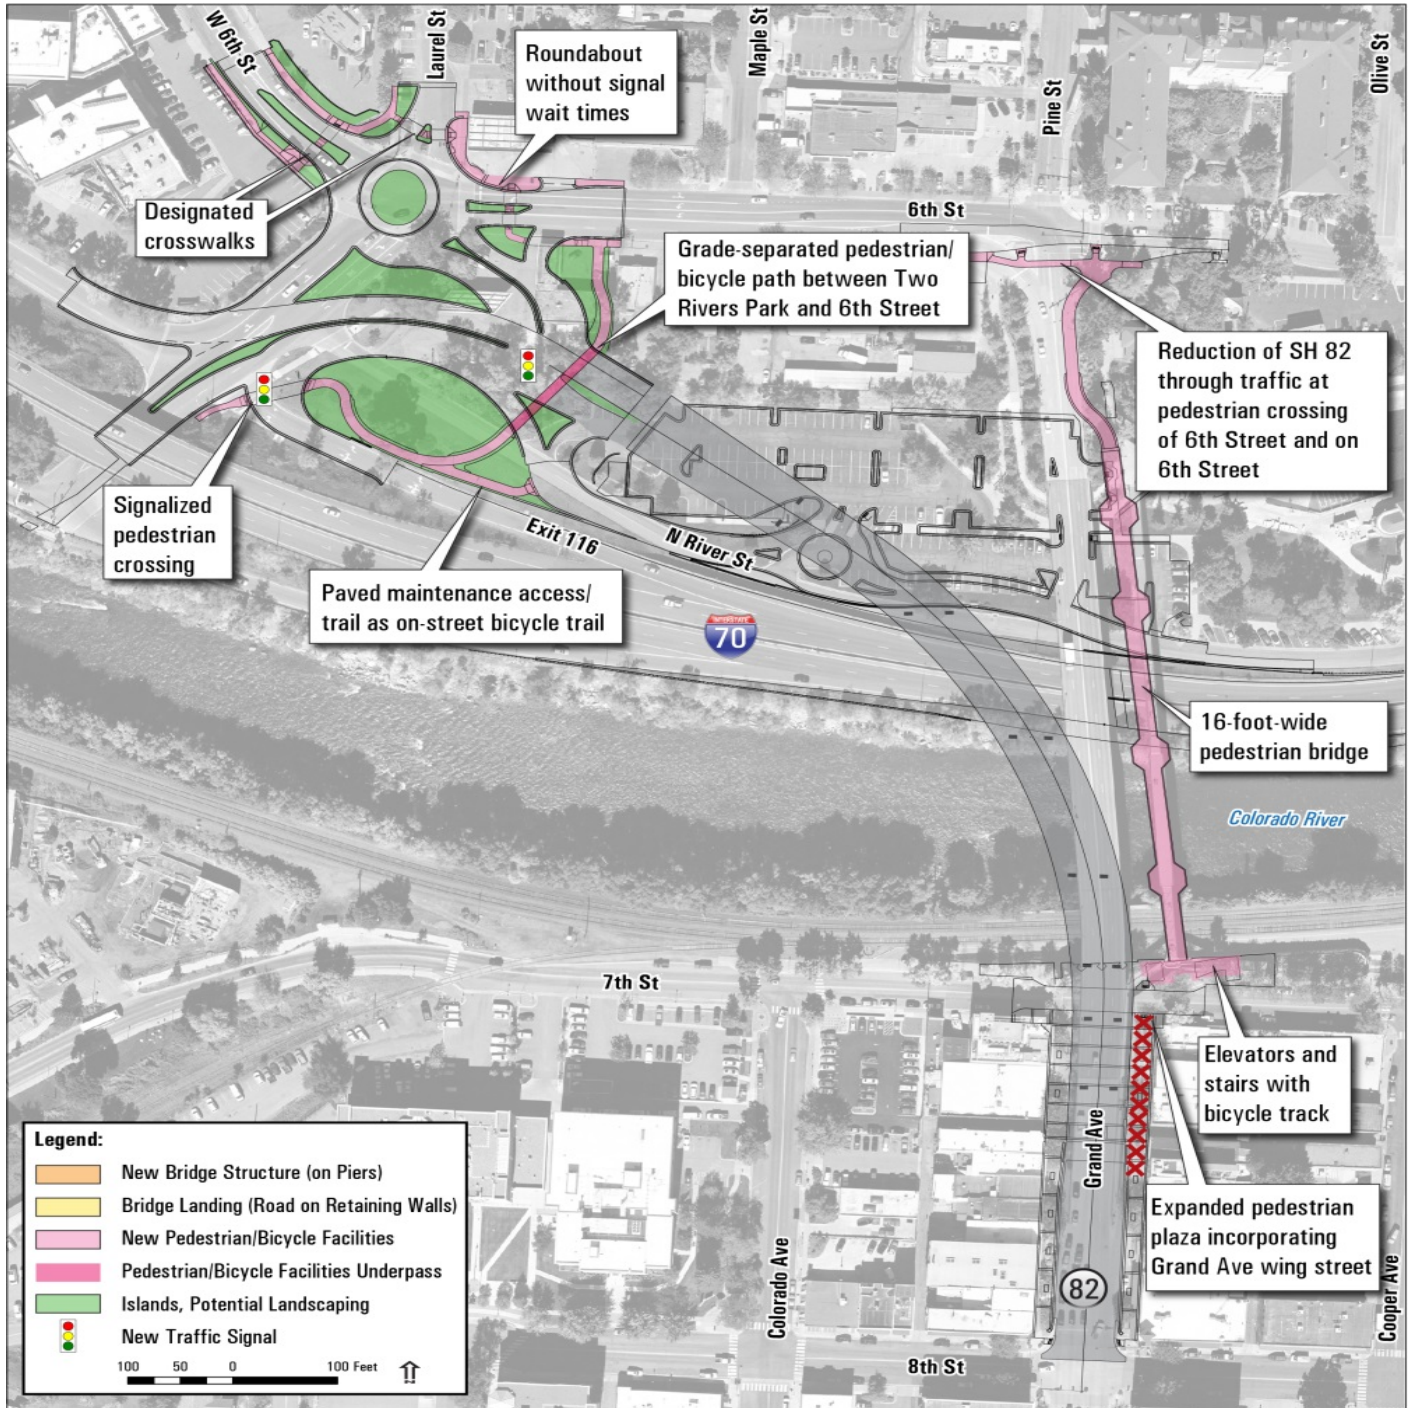 W 6th St
Laurel St
Maple St
Pine St
Olive St
Roundabout
without signal
wait times
Designated
crosswalks
6th St
Grade-separated pedestrian/
bicycle path between Two
Rivers Park and 6th Street
Reduction of SH 82
through traffic at
pedestrian crossing
of 6th Street and on
6th Street
Signalized
pedestrian
crossing
Exit 116
N River St
Paved maintenance access/
trail as on-street bicycle trail
INTERSTATE
70
16-foot-wide
pedestrian bridge
Colorado River
7th St
Elevators and
stairs with
bicycle track
Grand Ave
Expanded pedestrian
plaza incorporating
Grand Ave wing street
82
Colorado Ave
Cooper Ave
8th St
Legend:
New Bridge Structure (on Piers)
Bridge Landing (Road on Retaining Walls)
New Pedestrian/Bicycle Facilities
Pedestrian/Bicycle Facilities Underpass
Islands, Potential Landscaping
New Traffic Signal
100 50 0 100 Feet